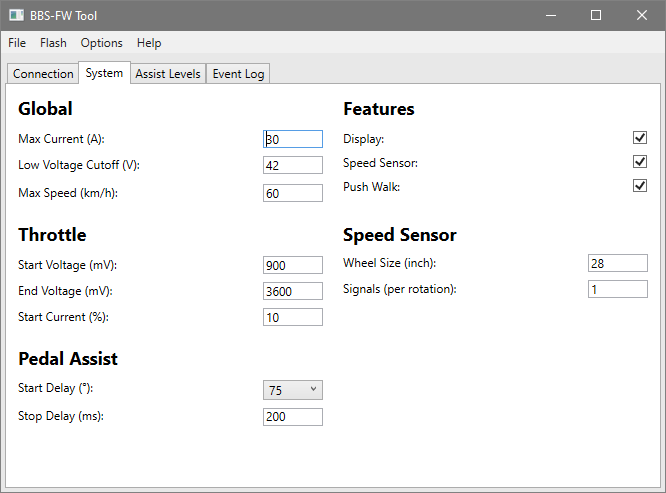 BBS-FW Tool
File Flash Options Help
Connection System Assist Levels Event Log
Global
Max Current (A): 30
Low Voltage Cutoff (V): 42
Max Speed (km/h): 60
Throttle
Start Voltage (mV): 900
End Voltage (mV): 3600
Start Current (%): 10
Pedal Assist
Start Delay (°): 75
Stop Delay (ms): 200
Features
Display:
Speed Sensor:
Push Walk:
Speed Sensor
Wheel Size (inch): 28
Signals (per rotation): 1